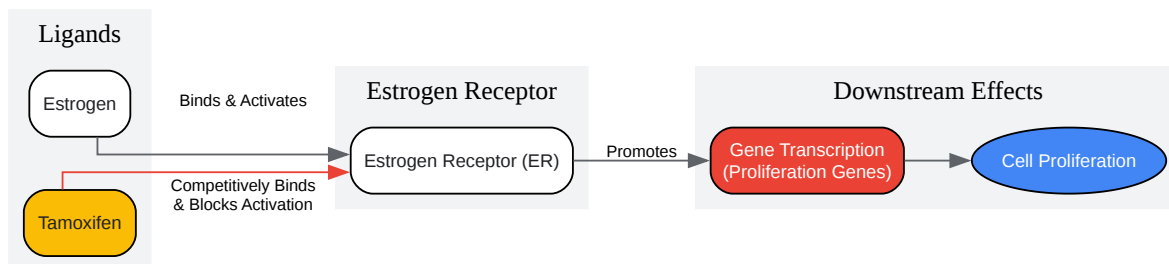 Ligands
Estrogen
Binds & Activates
Estrogen Receptor
Estrogen Receptor (ER)
Competitively Binds
& Blocks Activation
Tamoxifen
Promotes
Downstream Effects
Gene Transcription
(Proliferation Genes)
Cell Proliferation